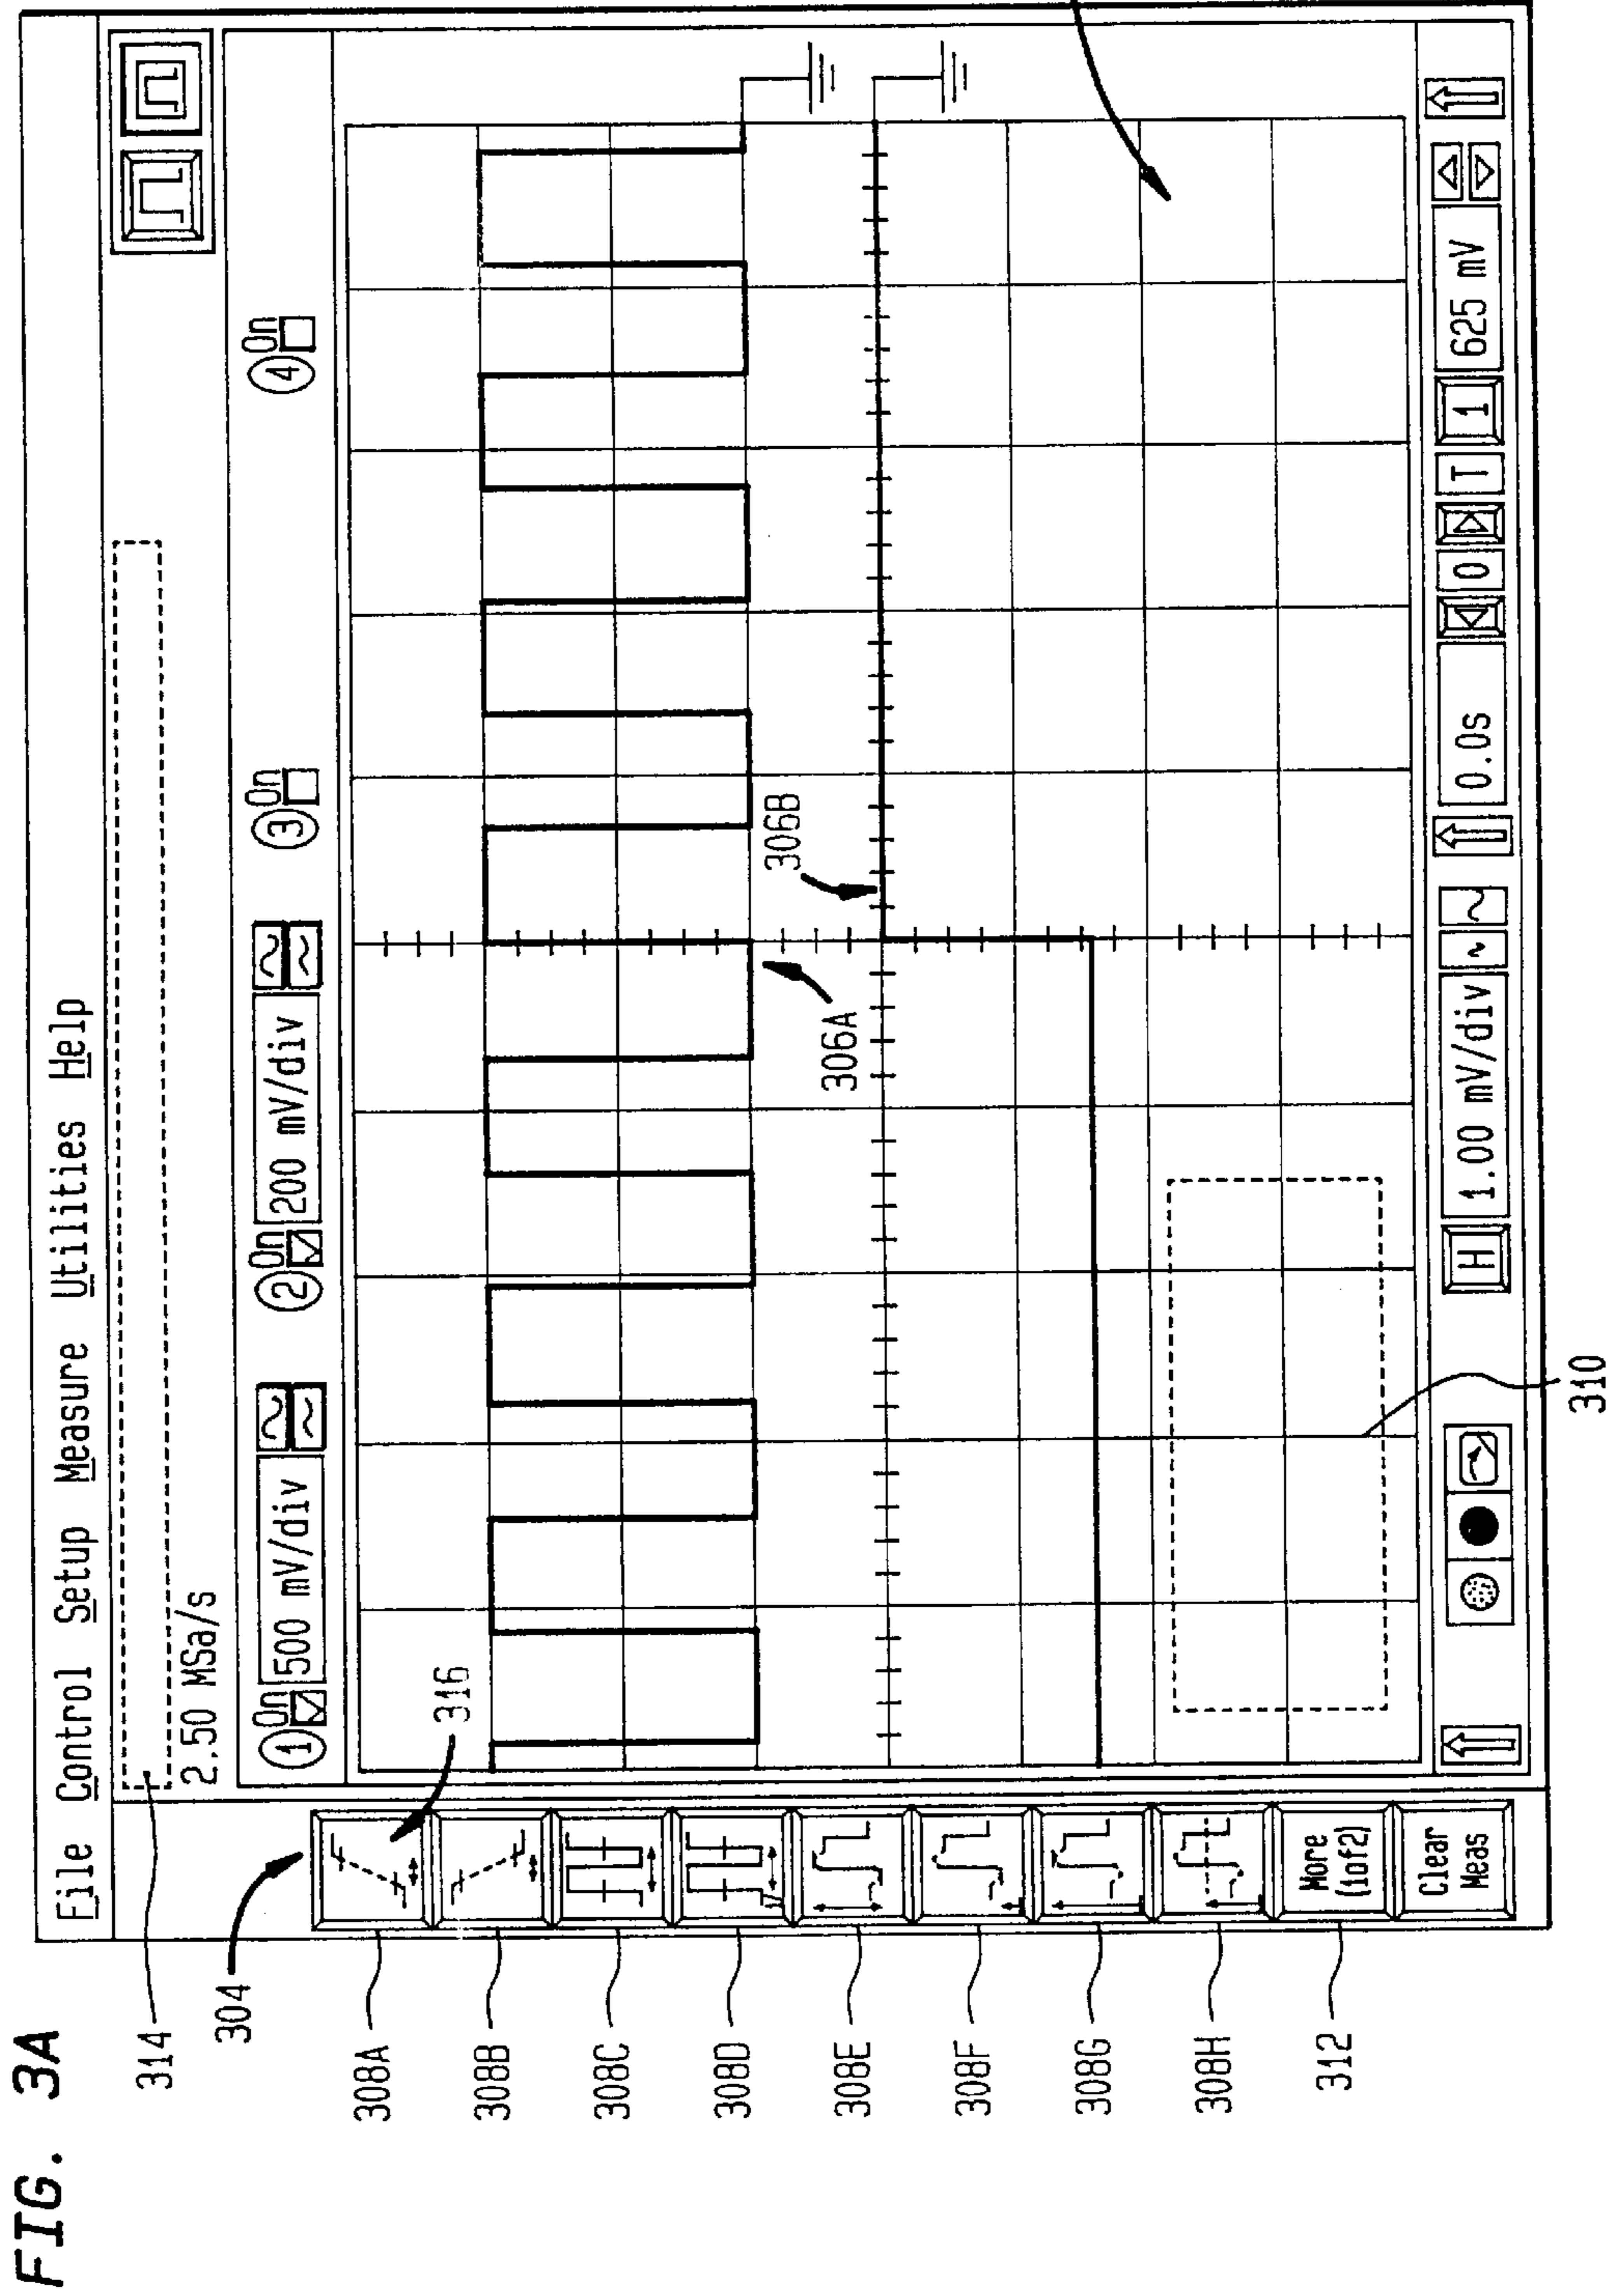 FIG. 3A
314
304
File Control Setup Measure Utilities Help
2.50 MSa/s
1 On 500 mV/div
2 On 200 mV/div
3 On
4 On
316
308A
308B
308C
308D
308E
308F
308G
308H
312
More
(1of2)
Clear
Meas
306A
306B
H 1.00 mV/div
0.0s 0 T 1 625 mV
310